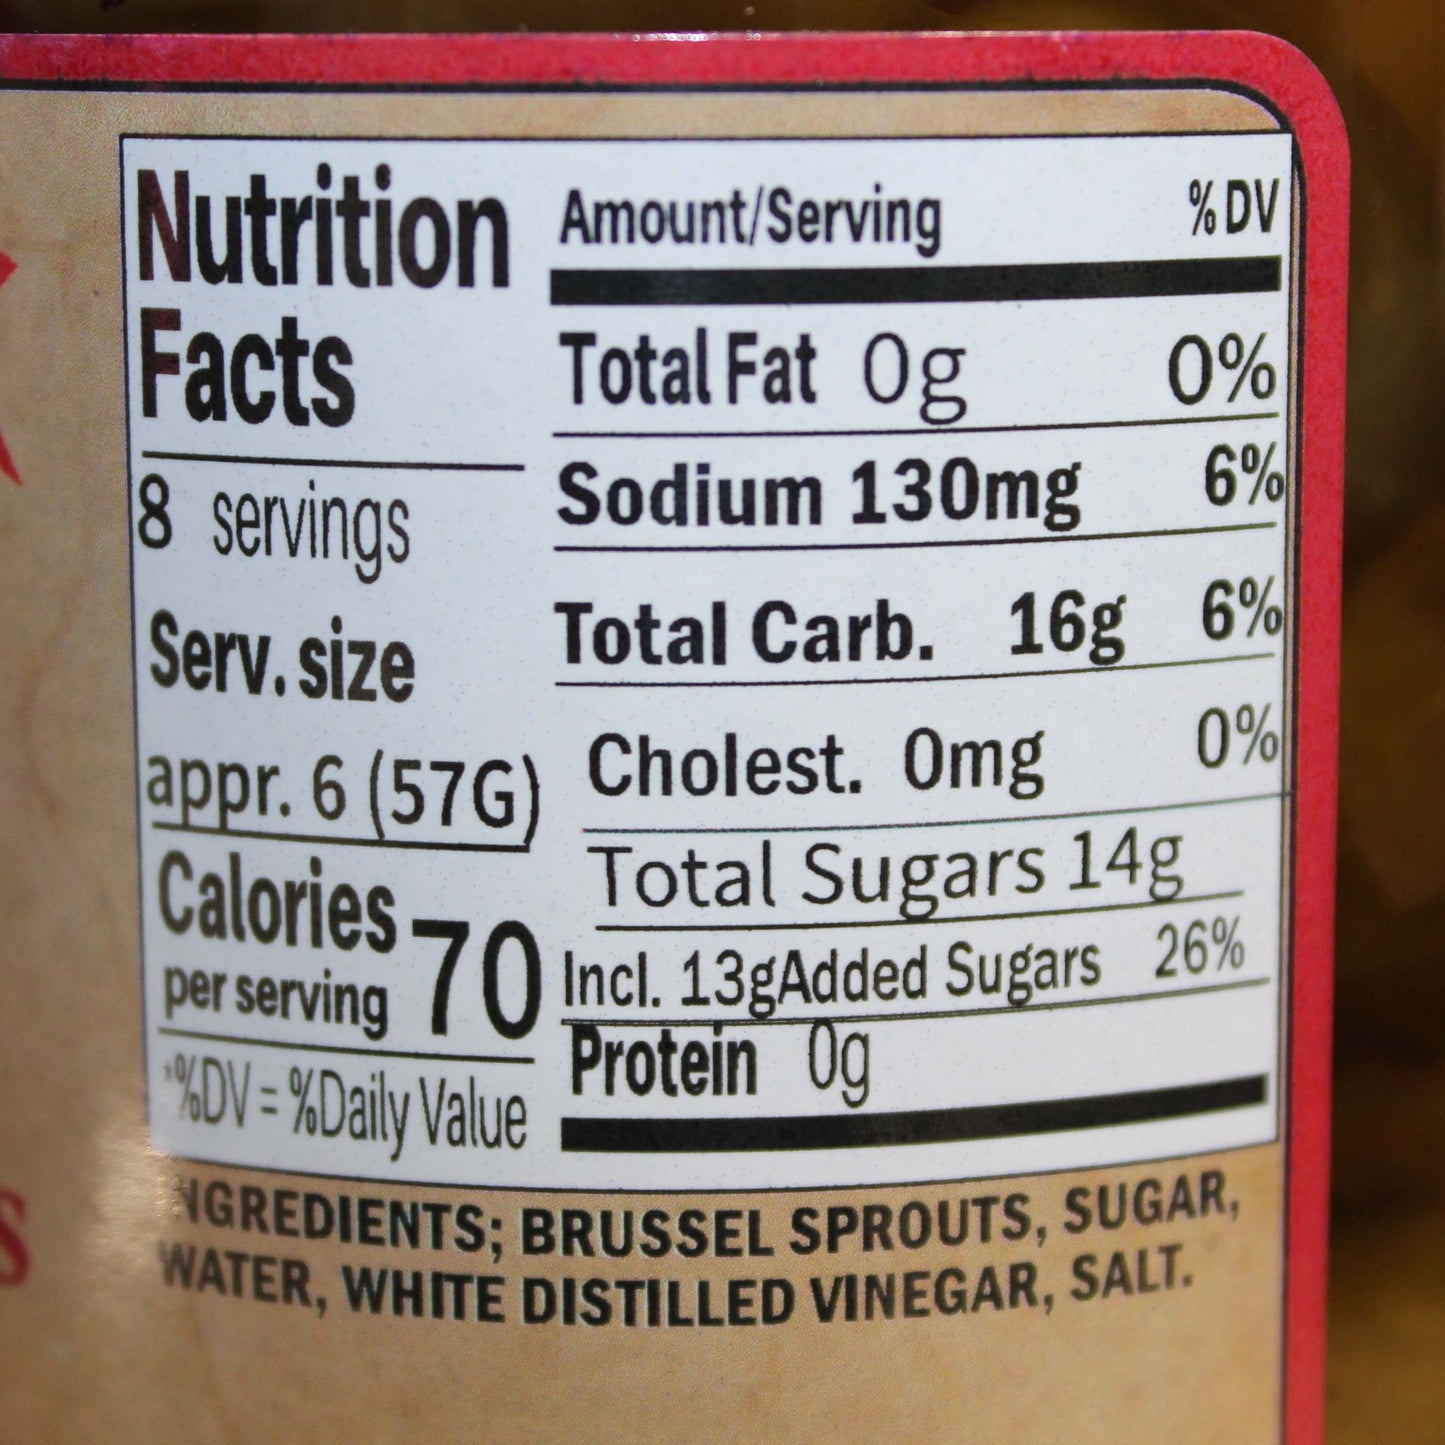 Nutrition
Facts
8 servings
Serv. size
appr. 6 (57G)
Calories
per serving 70
*%DV = %Daily Value
Amount/Serving % DV
Total Fat 0g 0%
Sodium 130mg 6%
Total Carb. 16g 6%
Cholest. 0mg 0%
Total Sugars 14g
Incl. 13gAdded Sugars 26%
Protein 0g
INGREDIENTS; BRUSSEL SPROUTS, SUGAR,
WATER, WHITE DISTILLED VINEGAR, SALT.